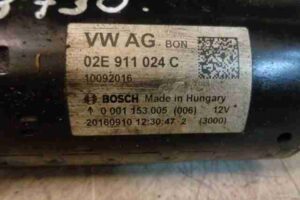 VW AG BON
02E 911 024 C
10092016
BOSCH Made in Hungary
0 001 153 005 (006) 12V
20160910 12:30:47 2 (3000)